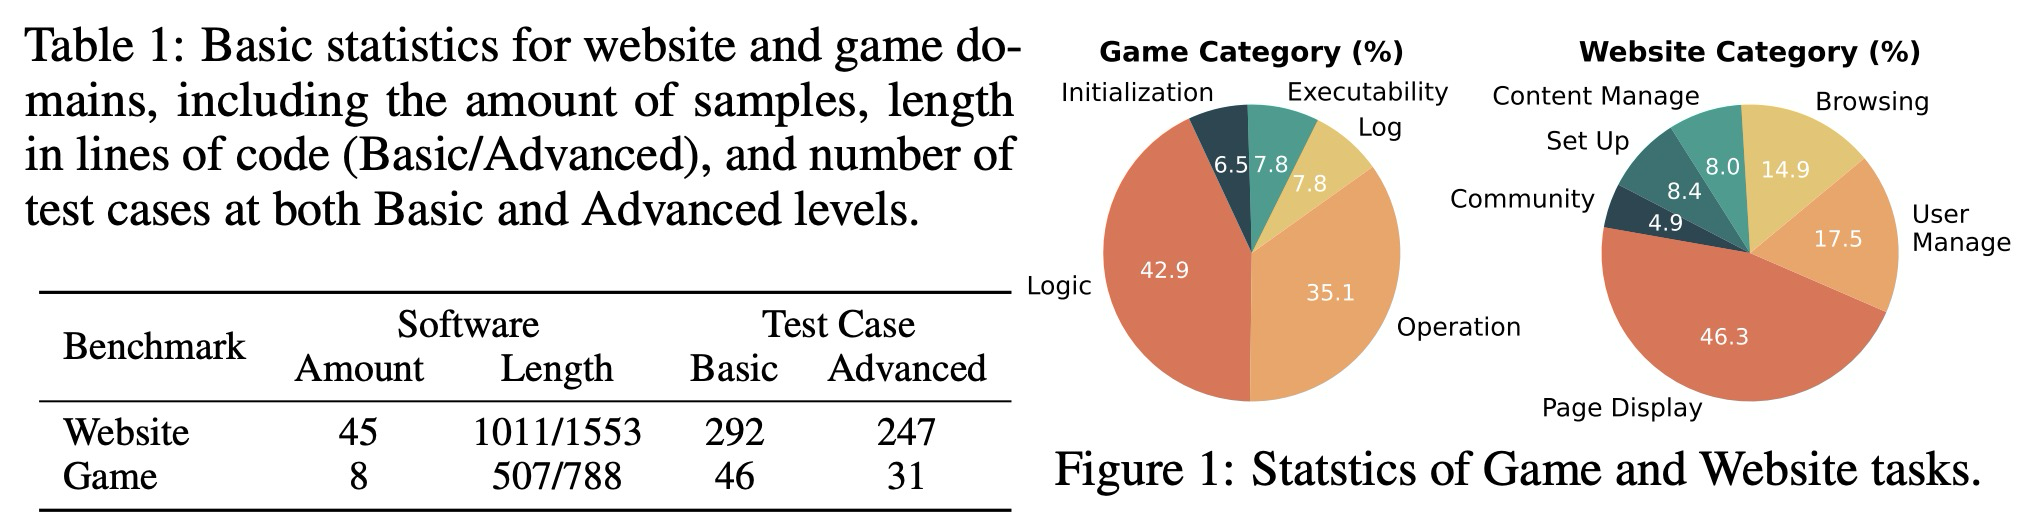 Table 1: Basic statistics for website and game do-
mains, including the amount of samples, length
in lines of code (Basic/Advanced), and number of
test cases at both Basic and Advanced levels.
Benchmark Software Test Case
Amount Length Basic Advanced
Website 45 1011/1553 292 247
Game 8 507/788 46 31
Game Category (%)
Initialization
Executability
Log
6.5
7.8
7.8
42.9
35.1
Logic
Operation
Website Category (%)
Content Manage
Browsing
Set Up
Community
User
Manage
8.0
14.9
8.4
4.9
17.5
46.3
Page Display
Figure 1: Statstics of Game and Website tasks.